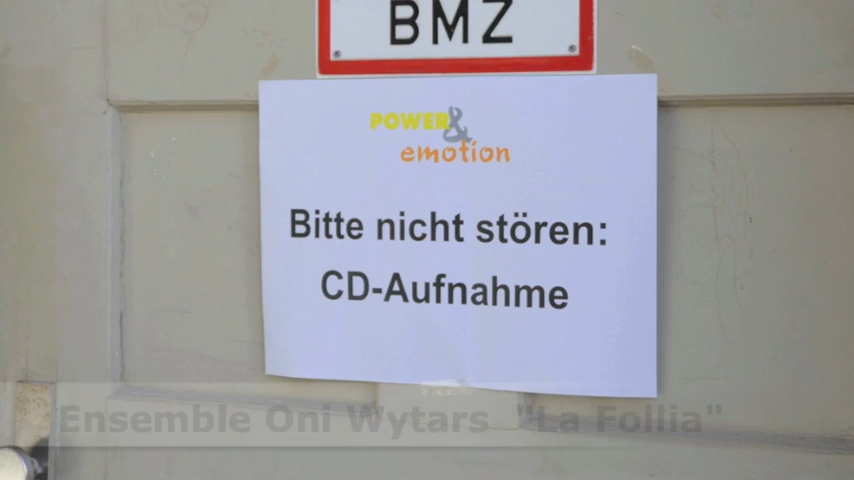 BMZ
POWER &
emotion
Bitte nicht stören:
CD-Aufnahme
Ensemble Oni Wytars "La Follia"